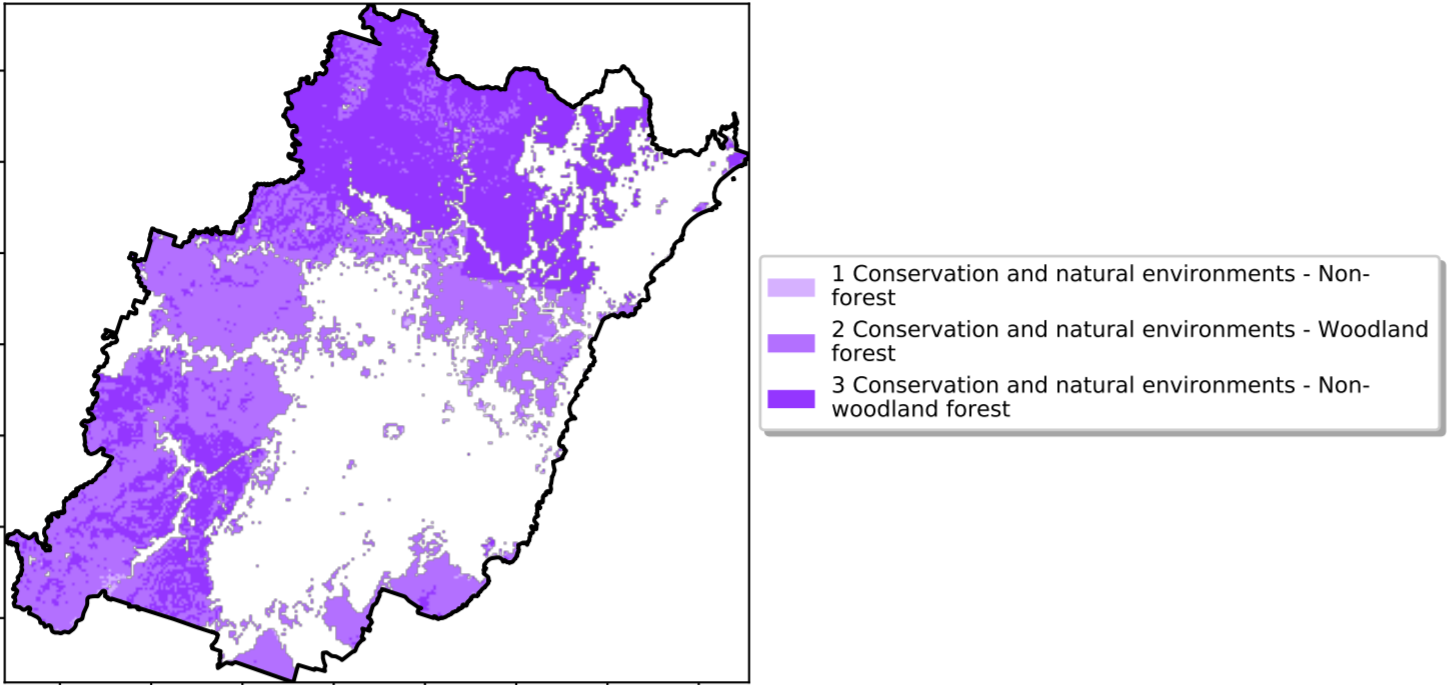 1 Conservation and natural environments - Non-
forest
2 Conservation and natural environments - Woodland
forest
3 Conservation and natural environments - Non-
woodland forest